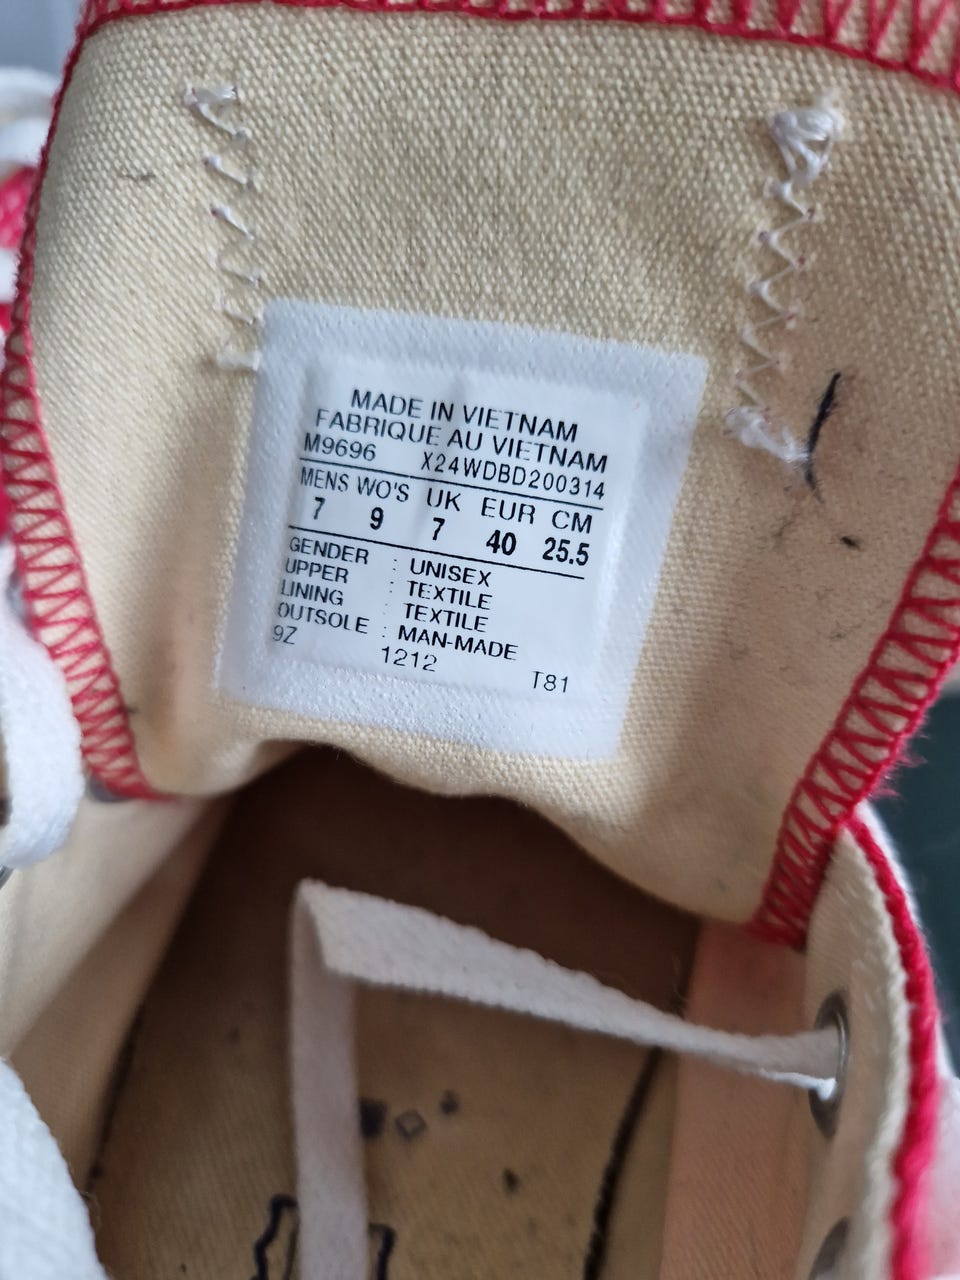 MADE IN VIETNAM
FABRIQUE AU VIETNAM
M9696 X24WDBD200314
MENS WO'S UK EUR CM
7 9 7 40 25.5
GENDER : UNISEX
UPPER : TEXTILE
LINING : TEXTILE
OUTSOLE : MAN-MADE
9Z 1212 T81